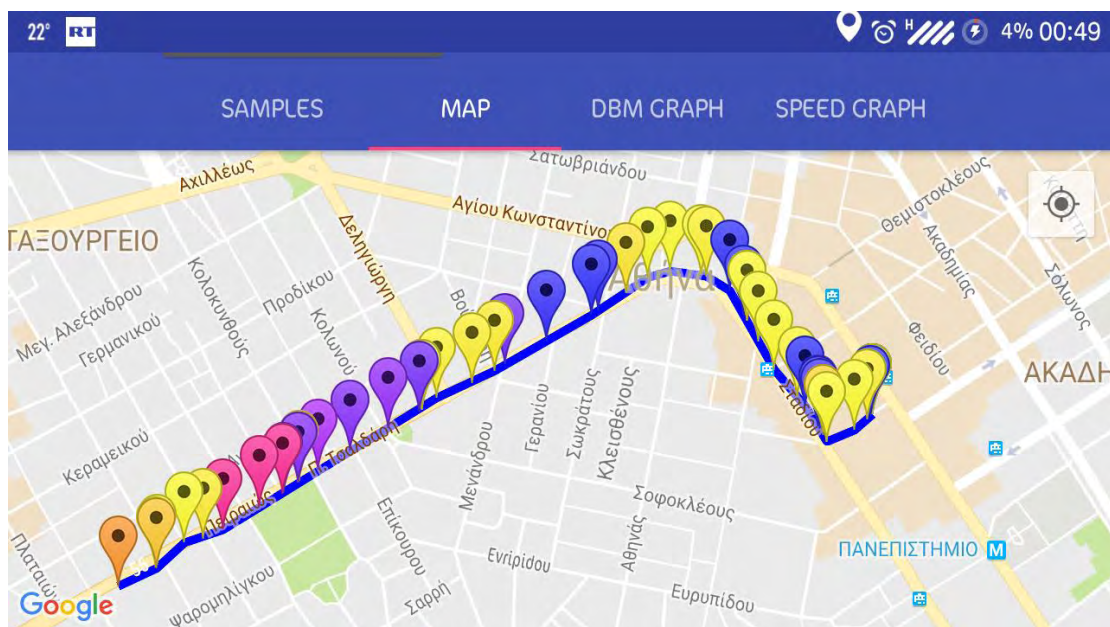 22° RT H 4% 00:49
SAMPLES MAP DBM GRAPH SPEED GRAPH
Σατωβριάνδου
Αχιλλέως
Θεμιστοκλέους
Αγίου Κωνσταντίνο
Δεληγιώργη
ΤΑΞΟΥΡΓΕΙΟ
Ακαδημίας
Κολοκυνθούς
Προδίκου
Αθήνα
Σόλωνος
Μεγ. Αλεξάνδρου
Γερμανικού
Κολωνού
Φειδίου
ΑΚΑΔΗ
Γερανίου
Σωκράτους
Κλεισθένους
Σταδίου
Π. Τσαλδάρη
Κεραμεικού
Μενάνδρου
Σοφοκλέους
Πειραιώς
Επίκουρου
Αθηνάς
Πλαταιών
Ευριπίδου
ΠΑΝΕΠΙΣΤΗΜΙΟ M
Ψαρομηλίγκου
Σαρρή
Ευρυπίδου
Google